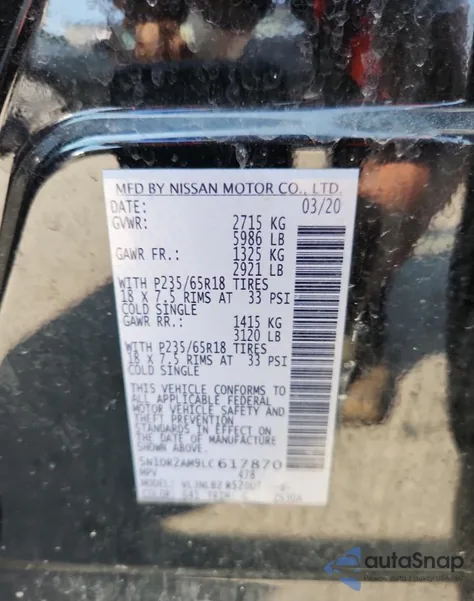 MFD BY NISSAN MOTOR CO., LTD.
DATE: 03/20
GVWR: 2715 KG
5986 LB
GAWR FR.: 1325 KG
2921 LB
WITH P235/65R18 TIRES
18 X 7.5 RIMS AT 33 PSI
COLD SINGLE
GAWR RR.: 1415 KG
3120 LB
WITH P235/65R18 TIRES
18 X 7.5 RIMS AT 33 PSI
COLD SINGLE
THIS VEHICLE CONFORMS TO
ALL APPLICABLE FEDERAL
MOTOR VEHICLE SAFETY AND
THEFT PREVENTION
STANDARDS IN EFFECT ON
THE DATE OF MANUFACTURE
SHOWN ABOVE.
5N1DR2AM9LC617870
MPV
MODEL:
COLOR: G41 TRIM:
autoSnap